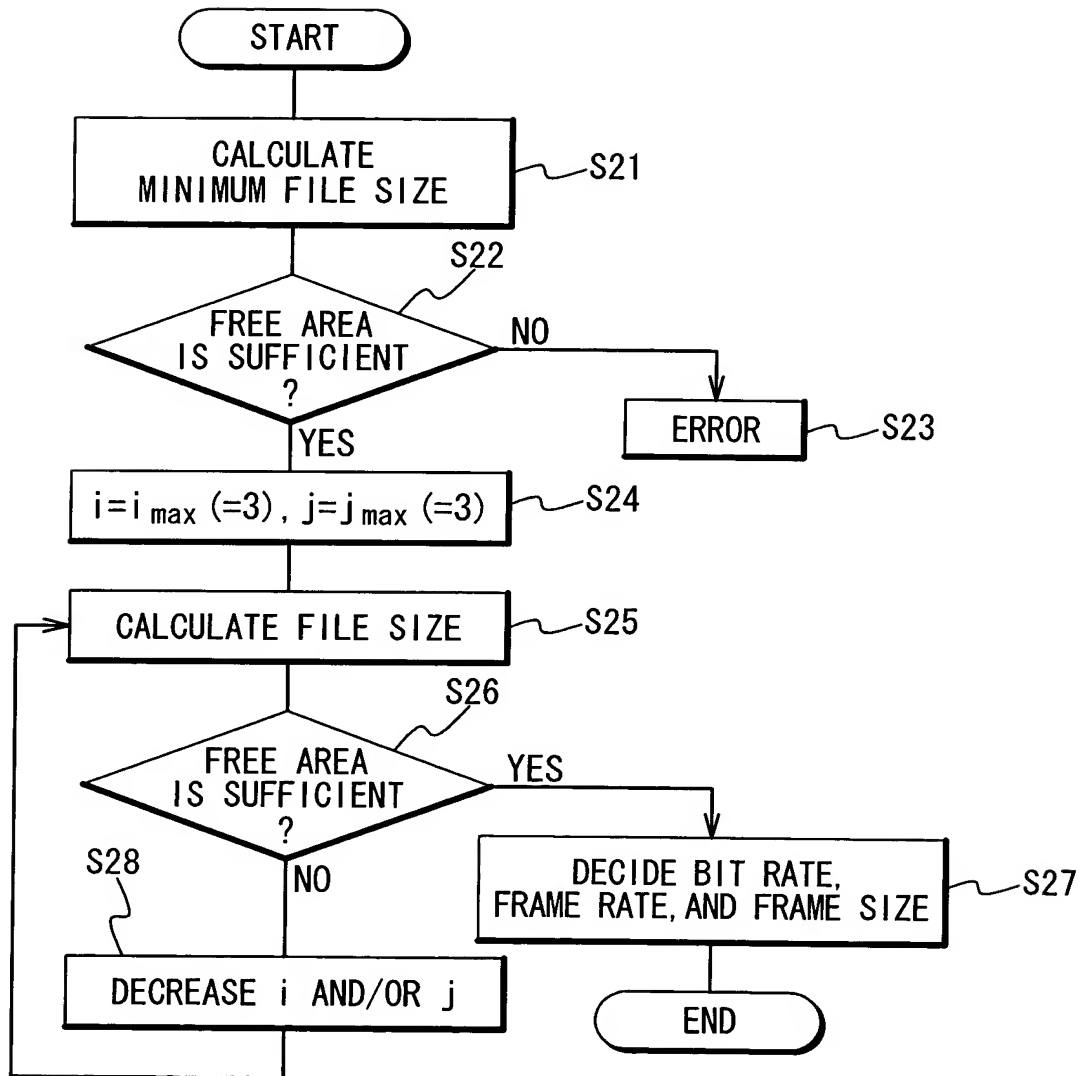 START
CALCULATE
MINIMUM FILE SIZE
S21
S22
FREE AREA
IS SUFFICIENT
?
NO
YES
ERROR
S23
i=i max (=3), j=j max (=3)
S24
CALCULATE FILE SIZE
S25
S26
FREE AREA
IS SUFFICIENT
?
YES
NO
S28
DECIDE BIT RATE,
FRAME RATE, AND FRAME SIZE
S27
DECREASE i AND/OR j
END